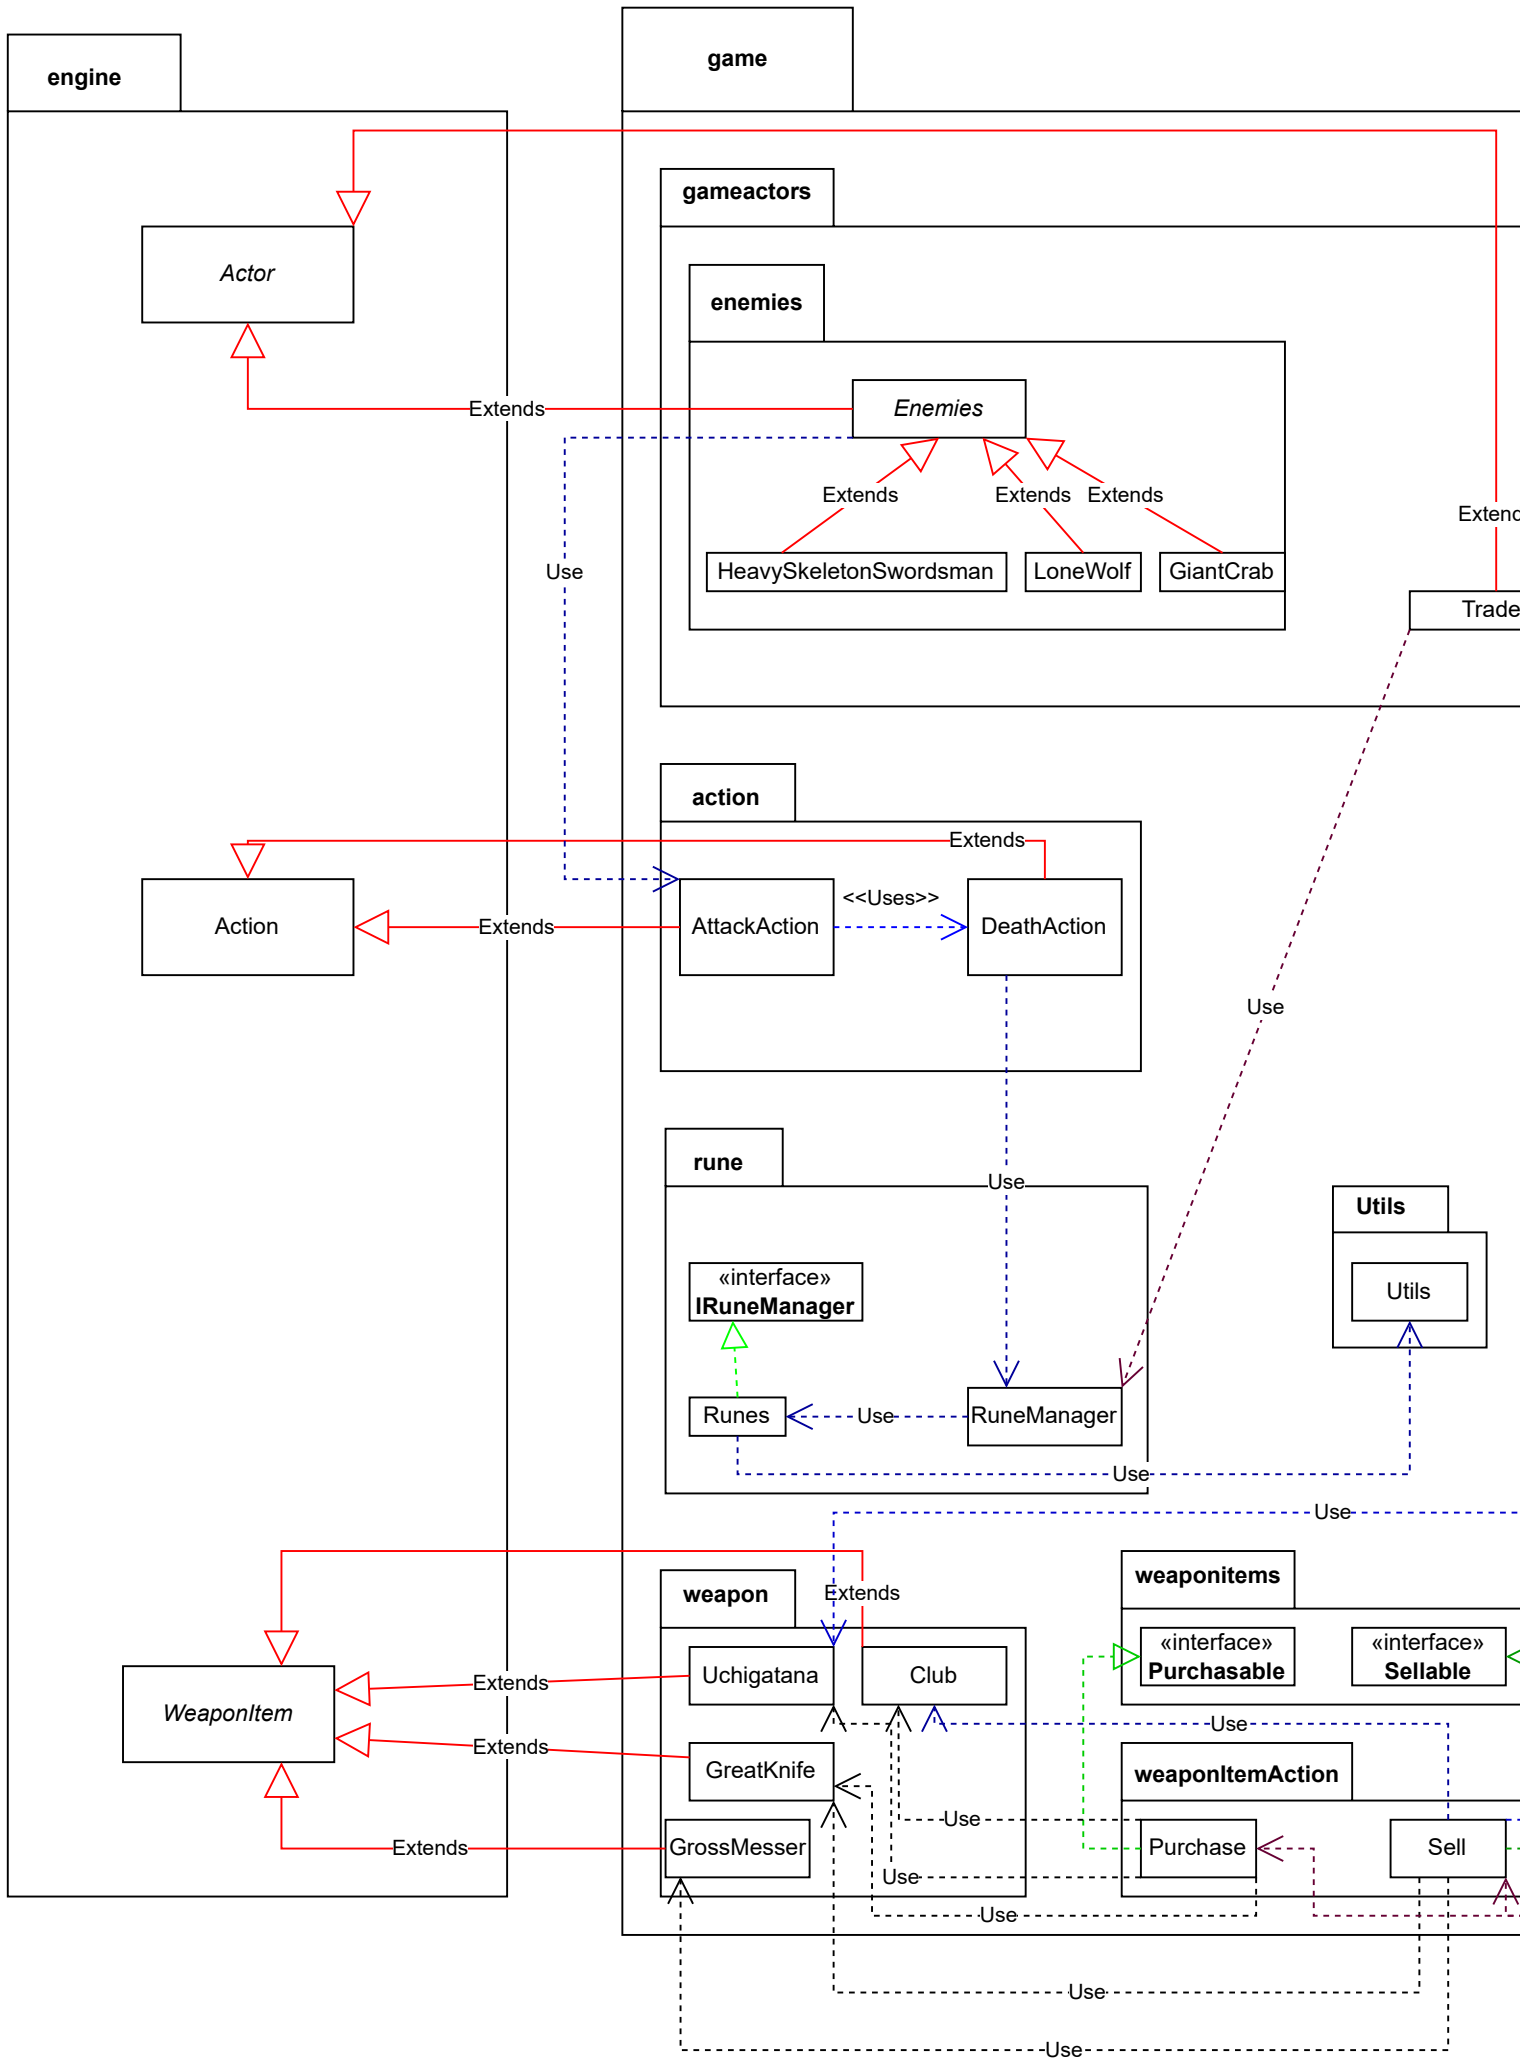 engine
game
gameactors
Actor
enemies
Enemies
Extends
Extends
Extends
Extends
Extend
Use
HeavySkeletonSwordsman
LoneWolf
GiantCrab
Trade
action
Extends
Action
Extends
AttackAction
<<Uses>>
DeathAction
Use
rune
Use
Utils
«interface»
IRuneManager
Utils
Runes
Use
RuneManager
Use
Use
weapon
Extends
weaponitems
Uchigatana
Club
«interface»
Purchasable
«interface»
Sellable
WeaponItem
Extends
Use
Extends
GreatKnife
weaponItemAction
Use
Extends
GrossMesser
Purchase
Sell
Use
Use
Use
Use